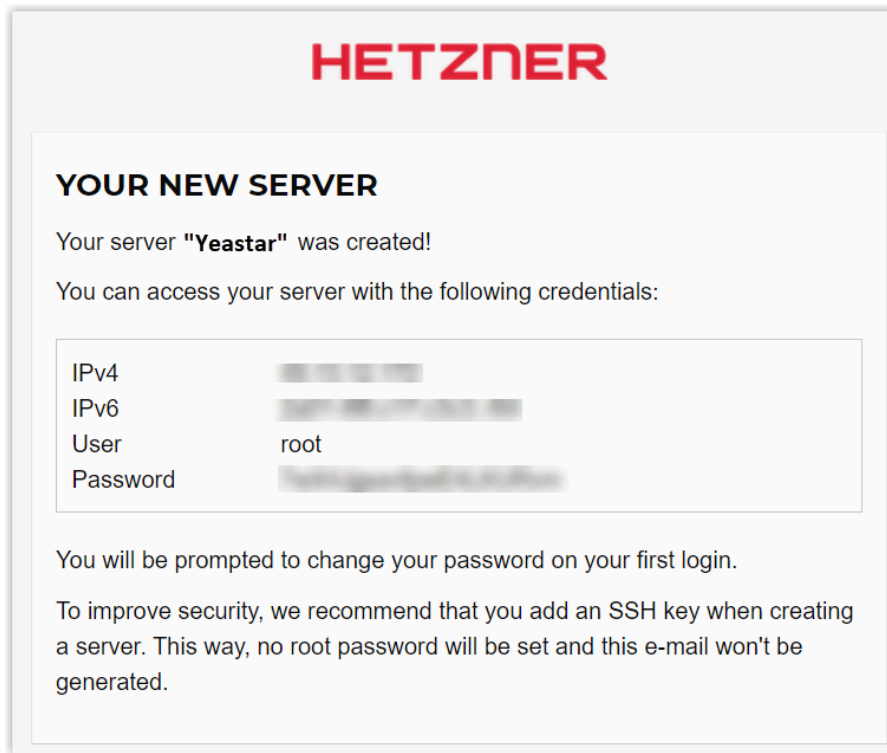 HETZNER
YOUR NEW SERVER
Your server "Yeastar" was created!
You can access your server with the following credentials:
IPv4
IPv6
User root
Password
You will be prompted to change your password on your first login.
To improve security, we recommend that you add an SSH key when creating
a server. This way, no root password will be set and this e-mail won't be
generated.